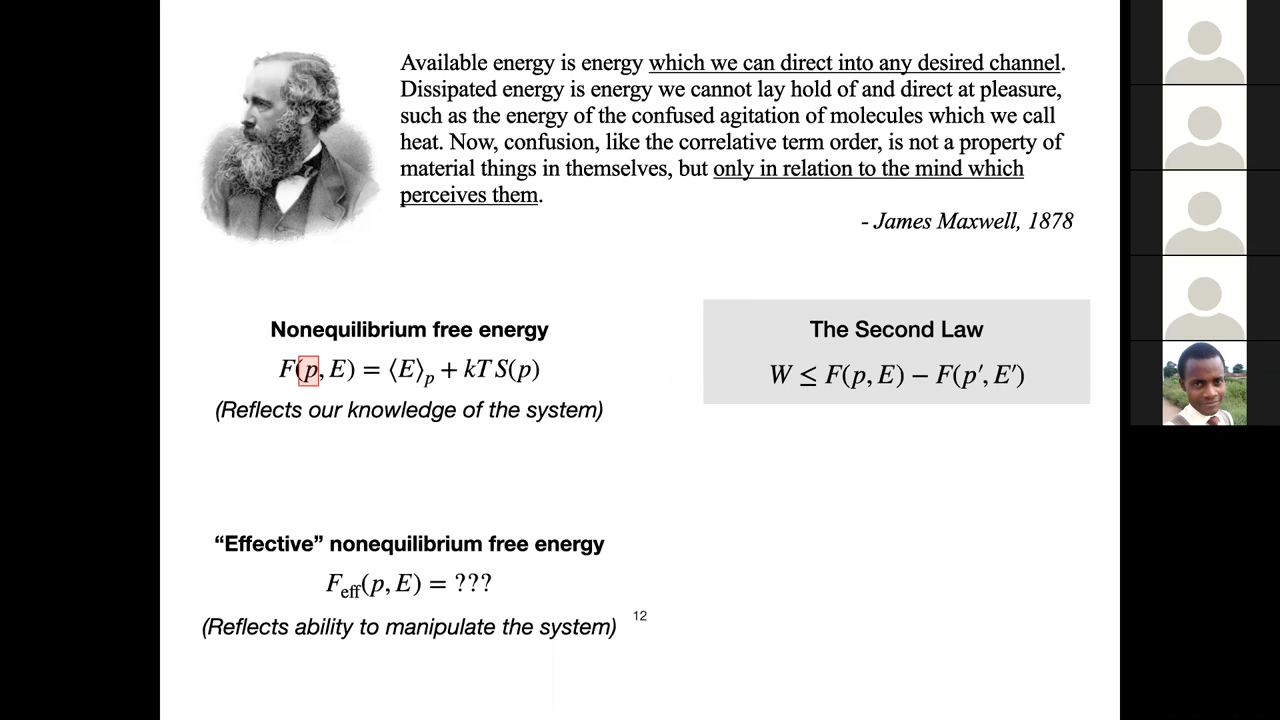 Available energy is energy which we can direct into any desired channel.
Dissipated energy is energy we cannot lay hold of and direct at pleasure,
such as the energy of the confused agitation of molecules which we call
heat. Now, confusion, like the correlative term order, is not a property of
material things in themselves, but only in relation to the mind which
perceives them.
- James Maxwell, 1878
Nonequilibrium free energy
F(p, E) = ⟨E⟩ₚ + kT S(p)
(Reflects our knowledge of the system)
The Second Law
W ≤ F(p, E) − F(p′, E′)
“Effective” nonequilibrium free energy
F_eff(p, E) = ???
(Reflects ability to manipulate the system)
12